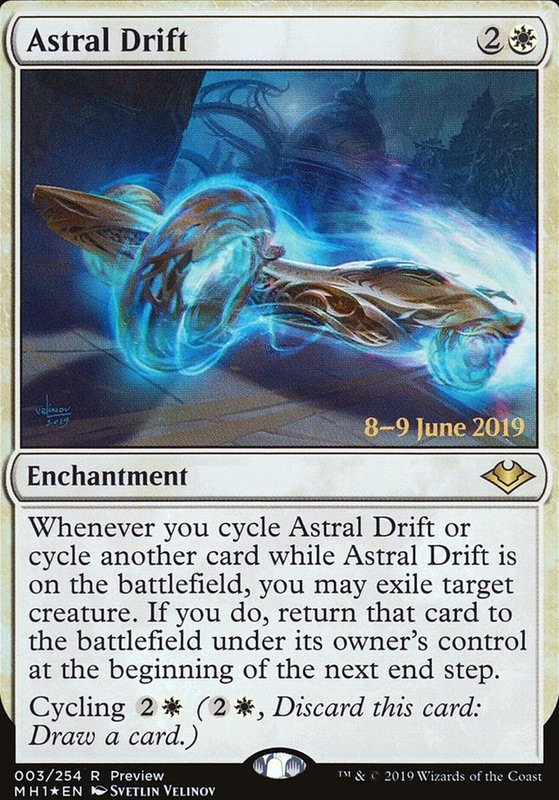 Astral Drift 2
velinov
2019
8–9 June 2019
Enchantment
Whenever you cycle Astral Drift or
cycle another card while Astral Drift is
on the battlefield, you may exile target
creature. If you do, return that card to
the battlefield under its owner's control
at the beginning of the next end step.
Cycling 2 (2, Discard this card:
Draw a card.)
003/254 R Preview
MH1★EN Svetlin Velinov
™ & © 2019 Wizards of the Coast